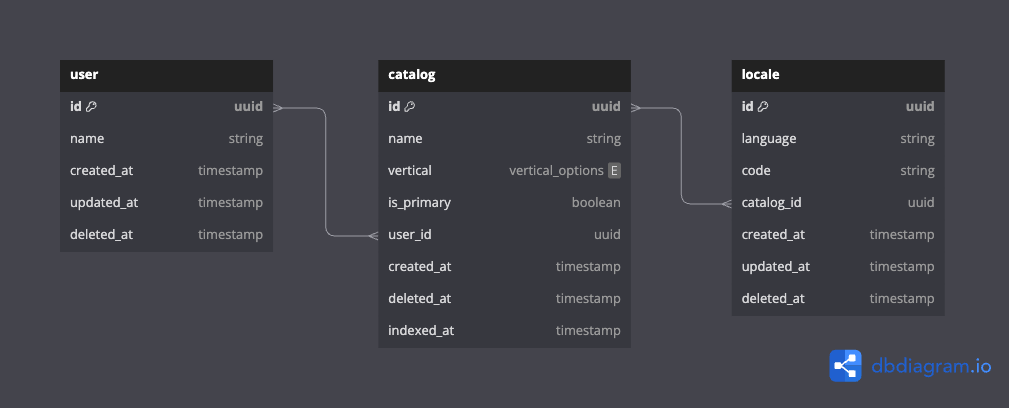 user
id uuid
name string
created_at timestamp
updated_at timestamp
deleted_at timestamp
catalog
id uuid
name string
vertical vertical_options E
is_primary boolean
user_id uuid
created_at timestamp
deleted_at timestamp
indexed_at timestamp
locale
id uuid
language string
code string
catalog_id uuid
created_at timestamp
updated_at timestamp
deleted_at timestamp
dbdiagram.io